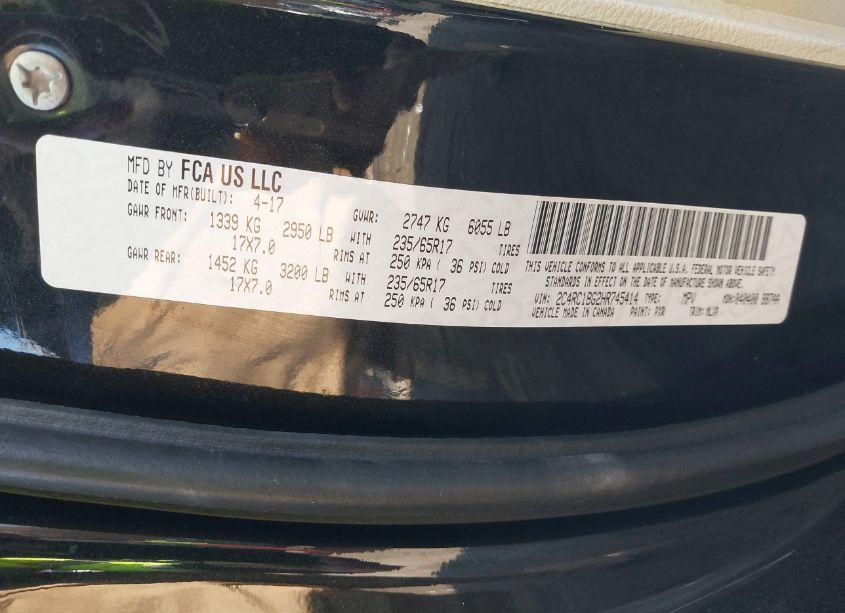 MFD BY FCA US LLC
DATE OF MFR(BUILT): 4-17
GAWR FRONT: 1339 KG 2950 LB GVWR: 2747 KG 6055 LB
17X7.0 RIMS AT WITH 235/65R17 TIRES
250 KPA ( 36 PSI) COLD
GAWR REAR: 1452 KG 3200 LB WITH 235/65R17
17X7.0 RIMS AT 250 KPA ( 36 PSI) COLD
THIS VEHICLE CONFORMS TO ALL APPLICABLE U.S.A. FEDERAL MOTOR VEHICLE SAFETY
STANDARDS IN EFFECT ON THE DATE OF MANUFACTURE SHOWN ABOVE.
VIN: 2C4RC1BG2HR745414 TYPE: MPV MDH:
VEHICLE MADE IN CANADA PAINT: PXR TRIM: